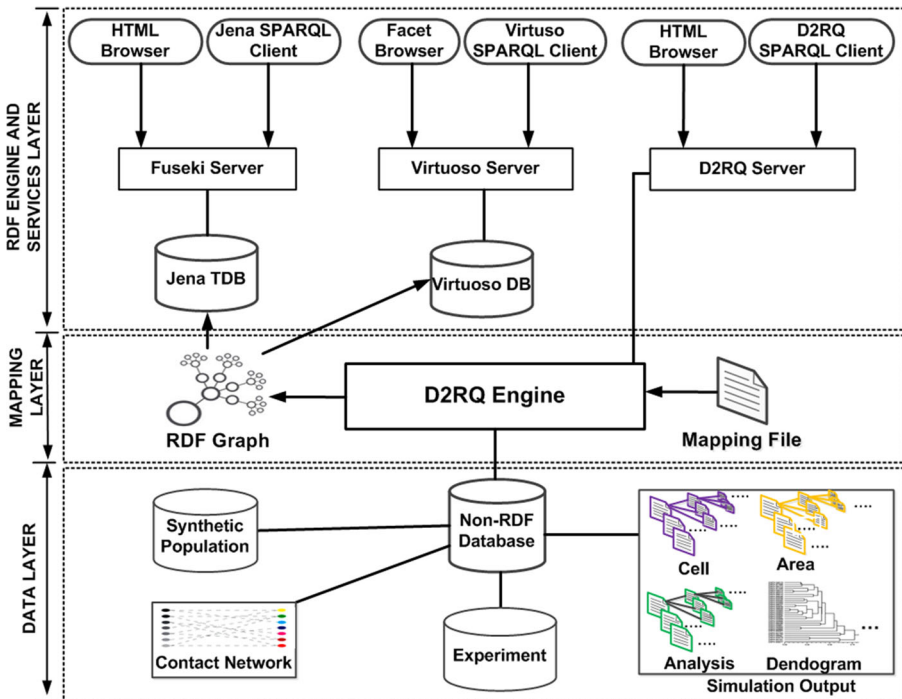 RDF ENGINE AND
SERVICES LAYER
HTML
Browser
Jena SPARQL
Client
Facet
Browser
Virtuso
SPARQL Client
HTML
Browser
D2RQ
SPARQL Client
Fuseki Server
Virtuoso Server
D2RQ Server
Jena TDB
Virtuoso DB
MAPPING
LAYER
RDF Graph
D2RQ Engine
Mapping File
DATA LAYER
Synthetic
Population
Non-RDF
Database
Contact Network
Experiment
....
....
....
....
Cell
Area
....
....
...
Analysis
Dendogram
Simulation Output